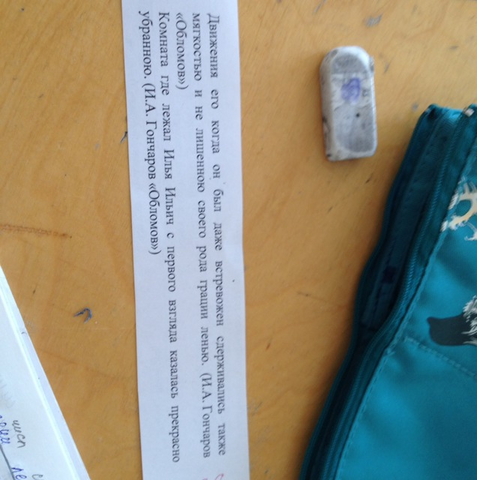 Движения его когда он был даже встревожен сдерживались также
мягкостью и не лишенною своего рода грации ленью. (И.А. Гончаров
«Обломов»)
Комната где лежал Илья Ильич с первого взгляда казалась прекрасно
убранною. (И.А. Гончаров «Обломов»)
числ